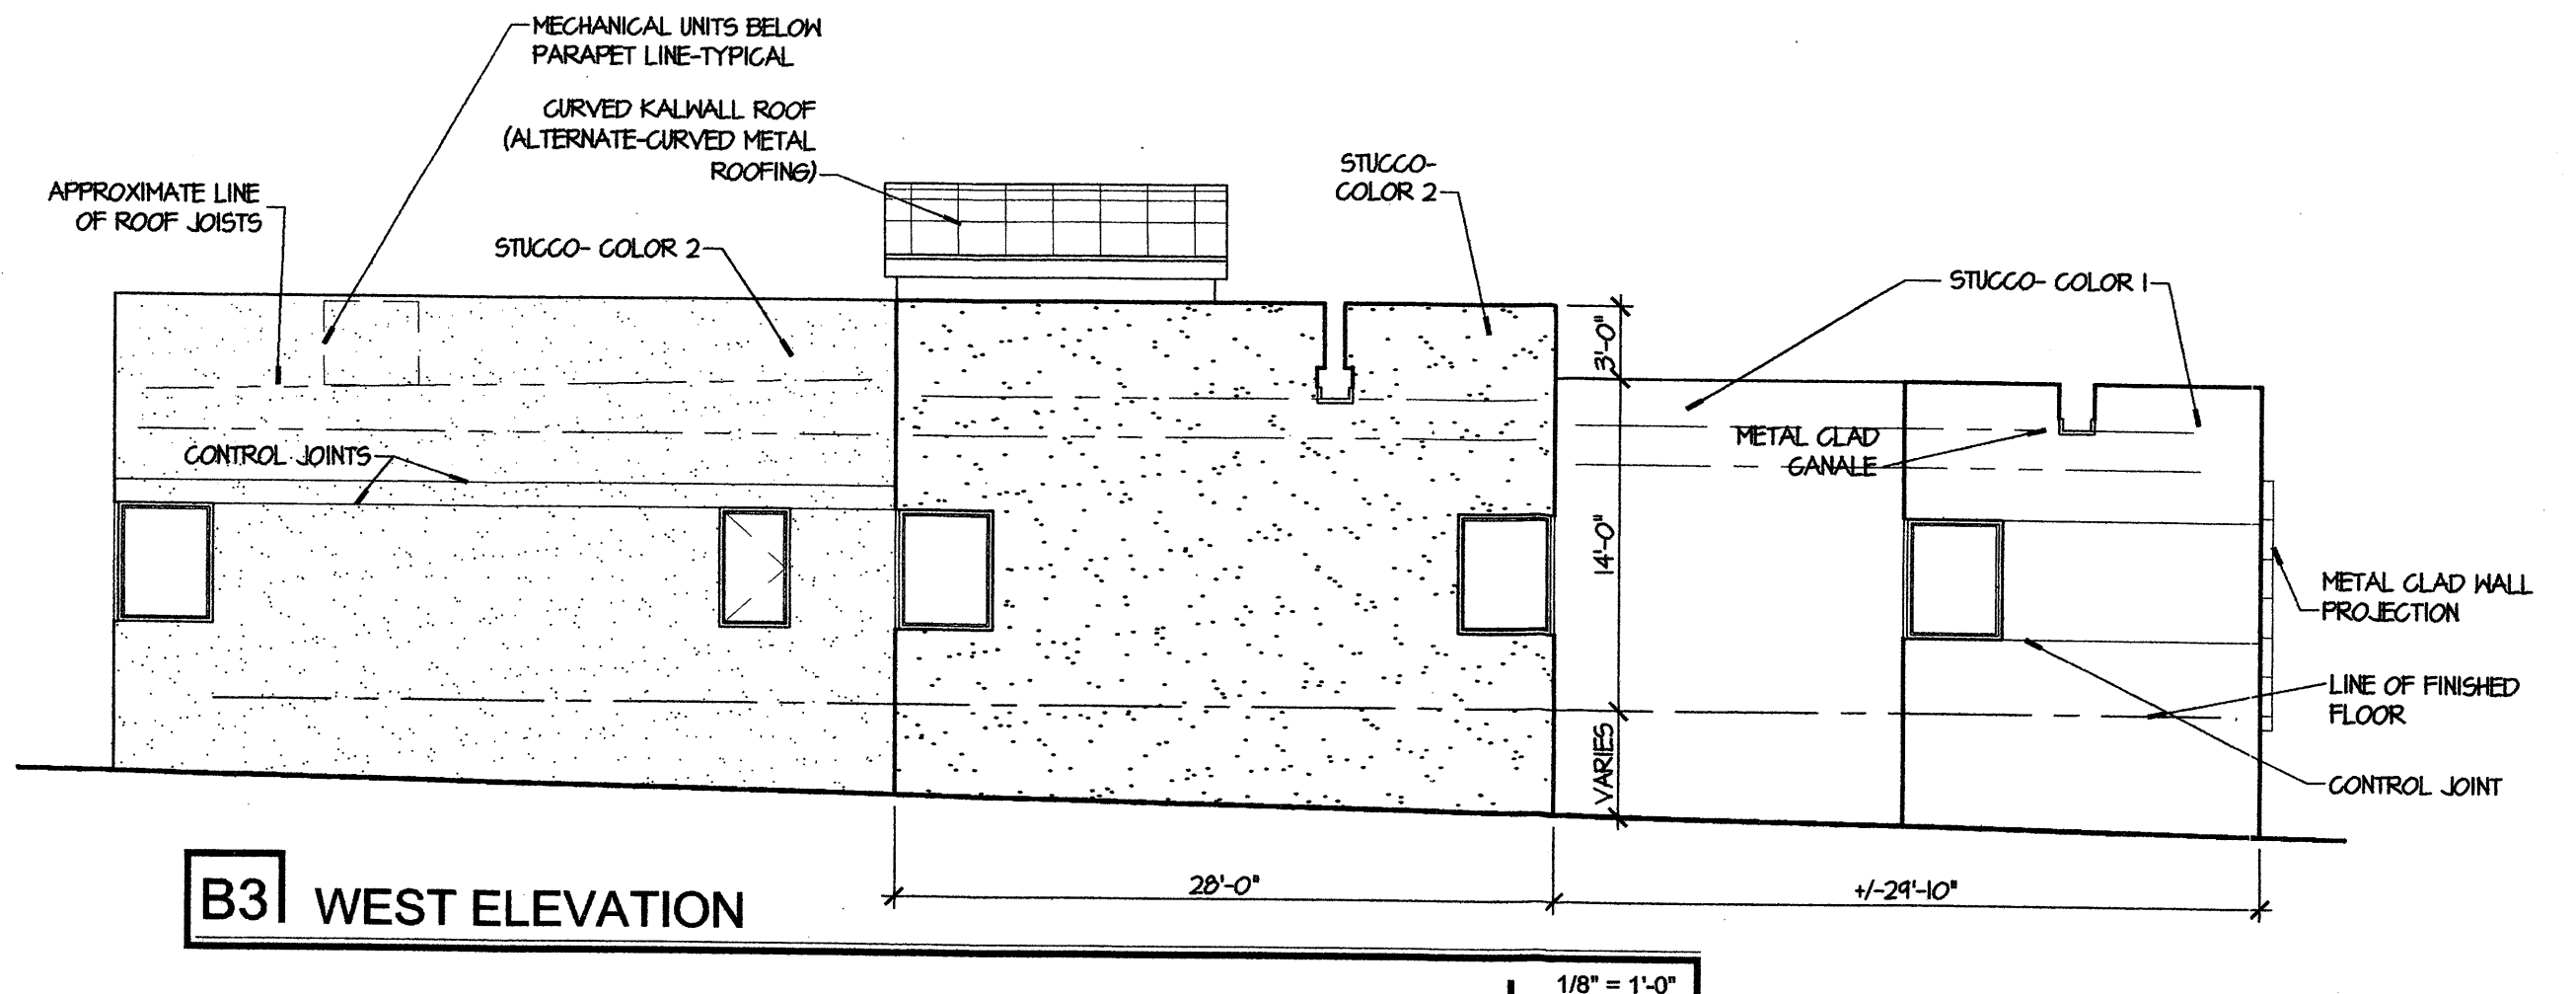 MECHANICAL UNITS BELOW
PARAPET LINE-TYPICAL
CURVED KALWALL ROOF
(ALTERNATE-CURVED METAL
ROOFING)
APPROXIMATE LINE
OF ROOF JOISTS
STUCCO- COLOR 2
STUCCO-
COLOR 2
STUCCO- COLOR 1
3'-0"
CONTROL JOINTS
METAL CLAD
CANALE
14'-0"
METAL CLAD WALL
PROJECTION
LINE OF FINISHED
FLOOR
VARIES
CONTROL JOINT
28'-0"
+/-29'-10"
B3 WEST ELEVATION
1/8" = 1'-0"